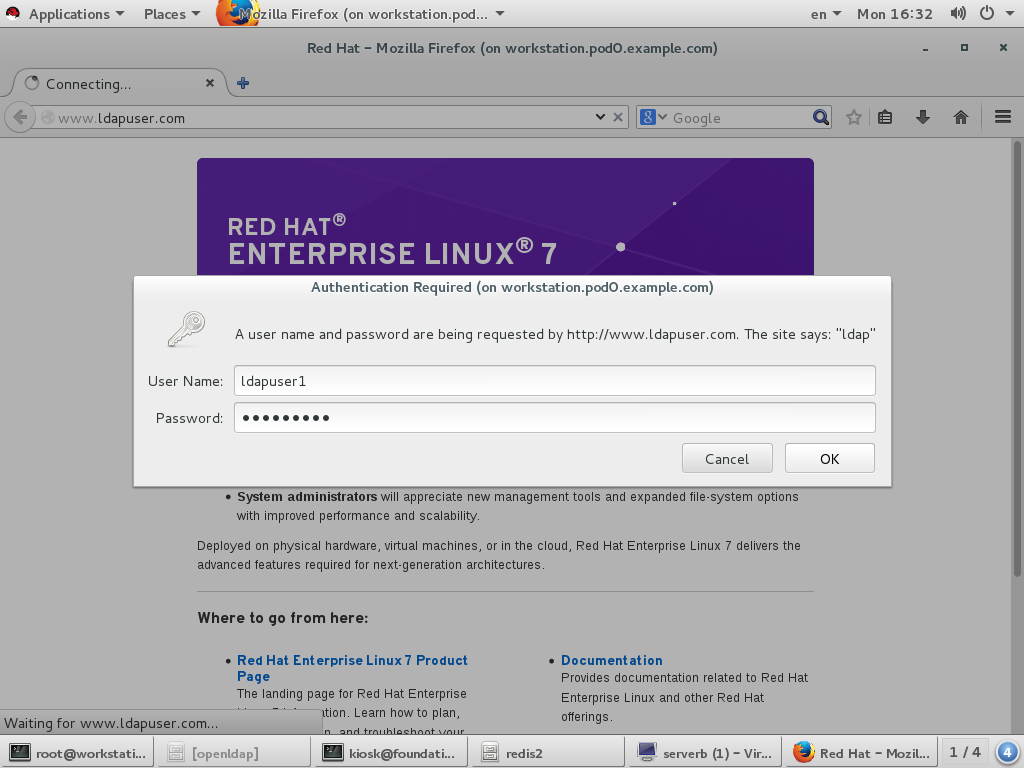 Applications Places Mozilla Firefox (on workstation.pod... en Mon 16:32
Red Hat - Mozilla Firefox (on workstation.pod0.example.com)
Connecting...
www.ldapuser.com Google
RED HAT®
ENTERPRISE LINUX® 7
Authentication Required (on workstation.pod0.example.com)
A user name and password are being requested by http://www.ldapuser.com. The site says: "ldap"
User Name: ldapuser1
Password: •••••••••
Cancel OK
• System administrators will appreciate new management tools and expanded file-system options
with improved performance and scalability.
Deployed on physical hardware, virtual machines, or in the cloud, Red Hat Enterprise Linux 7 delivers the
advanced features required for next-generation architectures.
Where to go from here:
• Red Hat Enterprise Linux 7 Product
Page
The landing page for Red Hat Enterprise
Learn how to plan,
and troubleshoot your
• Documentation
Provides documentation related to Red Hat
Enterprise Linux and other Red Hat
offerings.
Waiting for www.ldapuser.com...
root@workstati... [openldap] kiosk@foundati... redis2 serverb (1) - Vir... Red Hat - Mozil... 1 / 4 4